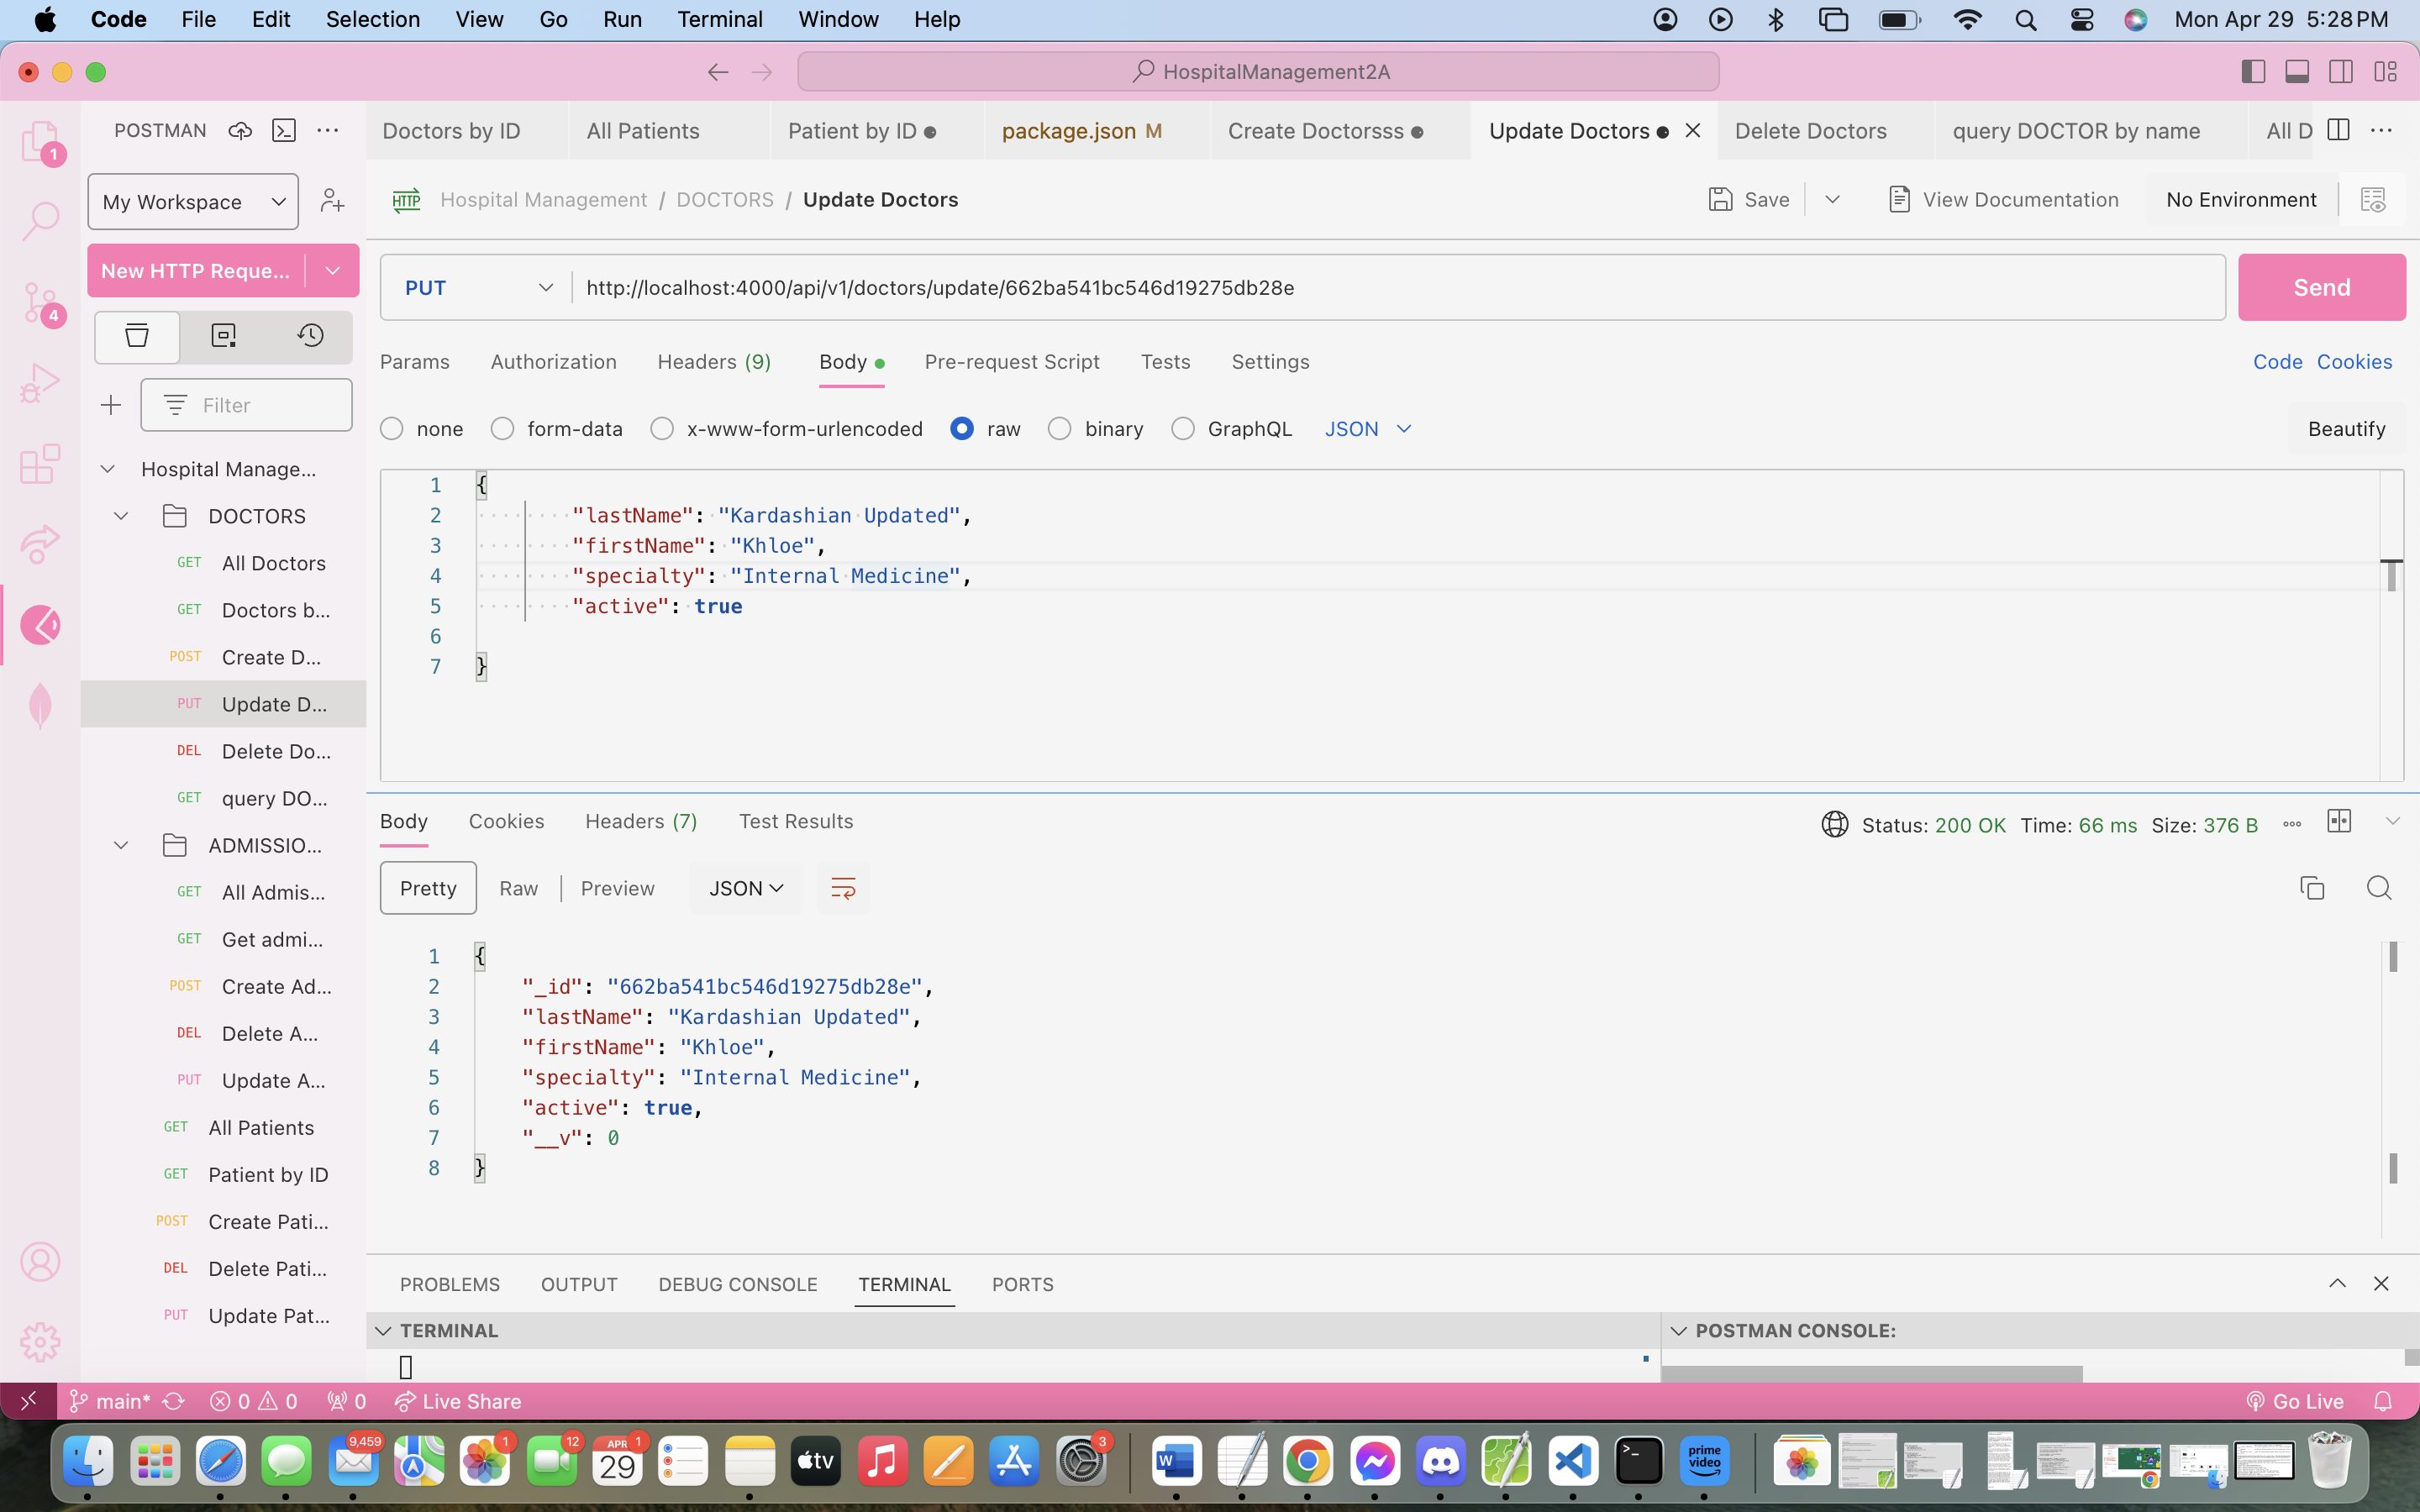 Code File Edit Selection View Go Run Terminal Window Help Mon Apr 29 5:28 PM
HospitalManagement2A
1
4
POSTMAN
Doctors by ID All Patients Patient by ID package.json M Create Doctorsss Update Doctors Delete Doctors query DOCTOR by name All D
My Workspace
HTTP Hospital Management / DOCTORS / Update Doctors Save View Documentation No Environment
New HTTP Reque...
PUT http://localhost:4000/api/v1/doctors/update/662ba541bc546d19275db28e Send
Params Authorization Headers (9) Body Pre-request Script Tests Settings Code Cookies
Filter
none form-data x-www-form-urlencoded raw binary GraphQL JSON Beautify
Hospital Manage...
DOCTORS
GET All Doctors
GET Doctors b...
POST Create D...
PUT Update D...
DEL Delete Do...
GET query DO...
ADMISSIO...
GET All Admis...
GET Get admi...
POST Create Ad...
DEL Delete A...
PUT Update A...
GET All Patients
GET Patient by ID
POST Create Pati...
DEL Delete Pati...
PUT Update Pat...
1 {
2 "lastName": "Kardashian Updated",
3 "firstName": "Khloe",
4 "specialty": "Internal Medicine",
5 "active": true
6
7 }
Body Cookies Headers (7) Test Results Status: 200 OK Time: 66 ms Size: 376 B
Pretty Raw Preview JSON
1 {
2 "_id": "662ba541bc546d19275db28e",
3 "lastName": "Kardashian Updated",
4 "firstName": "Khloe",
5 "specialty": "Internal Medicine",
6 "active": true,
7 "__v": 0
8 }
PROBLEMS OUTPUT DEBUG CONSOLE TERMINAL PORTS
TERMINAL POSTMAN CONSOLE:
main* 0 0 0 Live Share Go Live
9,459 1 12 APR 29 1 tv 3 W >_ prime video